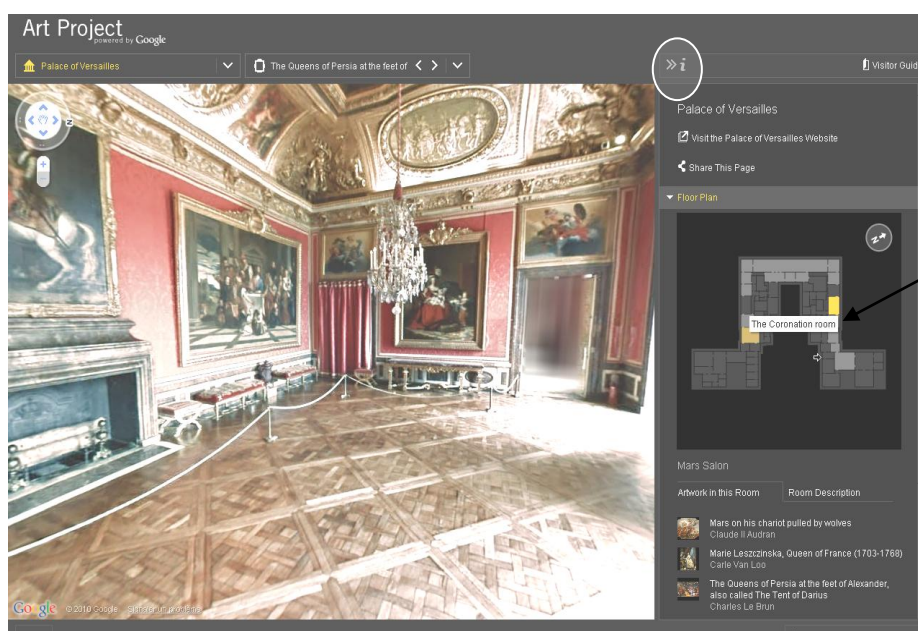 Art Project
powered by Google
Palace of Versailles
The Queens of Persia at the feet of
i
Visitor Guid
Palace of Versailles
Visit the Palace of Versailles Website
Share This Page
Floor Plan
N
The Coronation room
Mars Salon
Artwork in this Room
Room Description
Mars on his chariot pulled by wolves
Claude II Audran
Marie Leszczinska, Queen of France (1703-1768)
Carle Van Loo
The Queens of Persia at the feet of Alexander,
also called The Tent of Darius
Charles Le Brun
Google
© 2010 Google
Signaler un problème